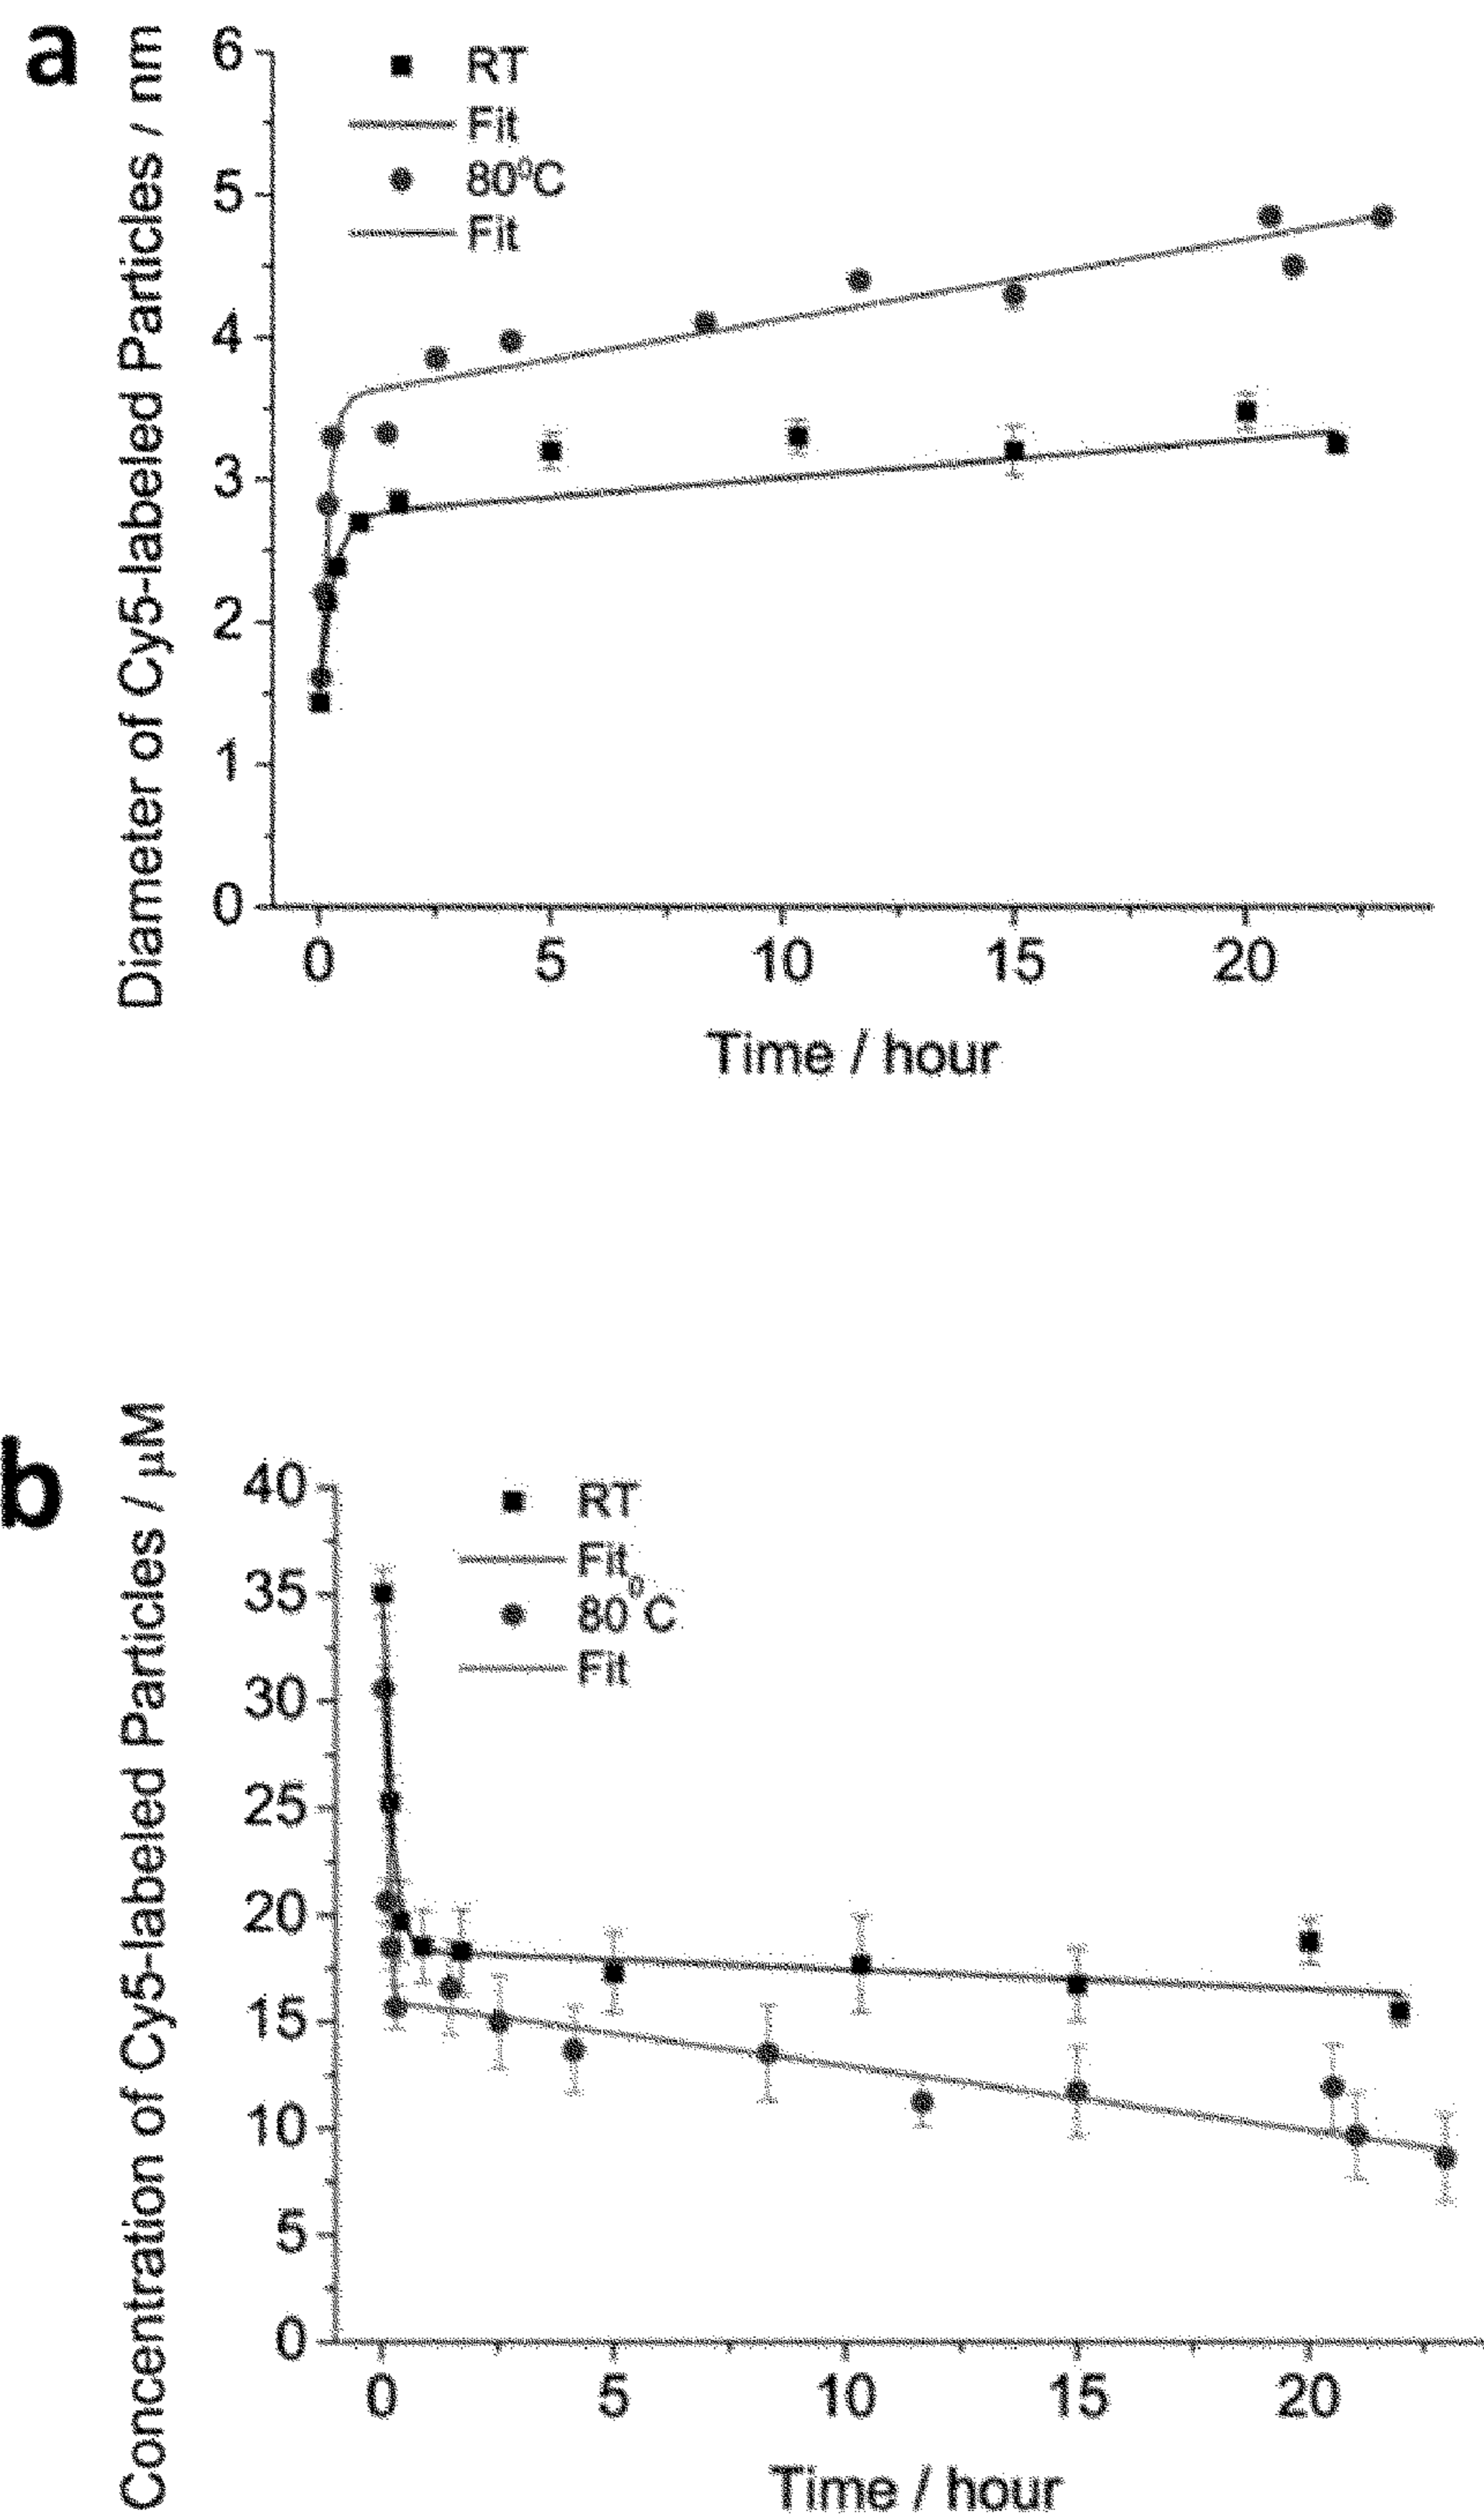 a
Diameter of Cy5-labeled Particles / nm
6
5
4
3
2
1
0
RT
Fit
80⁰C
Fit
0 5 10 15 20
Time / hour
b
Concentration of Cy5-labeled Particles / µM
40
35
30
25
20
15
10
5
0
RT
Fit
80⁰C
Fit
0 5 10 15 20
Time / hour